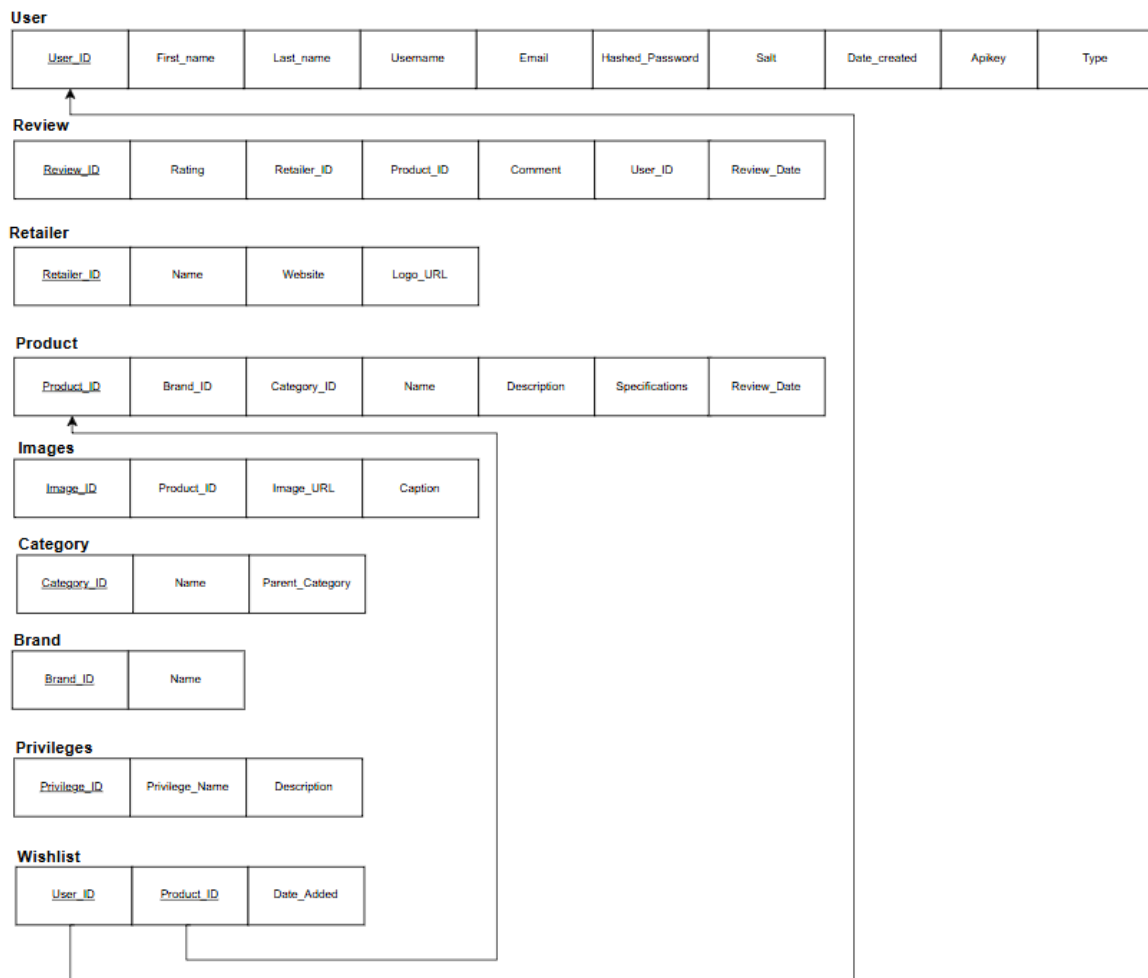 User
User_ID First_name Last_name Username Email Hashed_Password Salt Date_created Apikey Type
Review
Review_ID Rating Retailer_ID Product_ID Comment User_ID Review_Date
Retailer
Retailer_ID Name Website Logo_URL
Product
Product_ID Brand_ID Category_ID Name Description Specifications Review_Date
Images
Image_ID Product_ID Image_URL Caption
Category
Category_ID Name Parent_Category
Brand
Brand_ID Name
Privileges
Privilege_ID Privilege_Name Description
Wishlist
User_ID Product_ID Date_Added